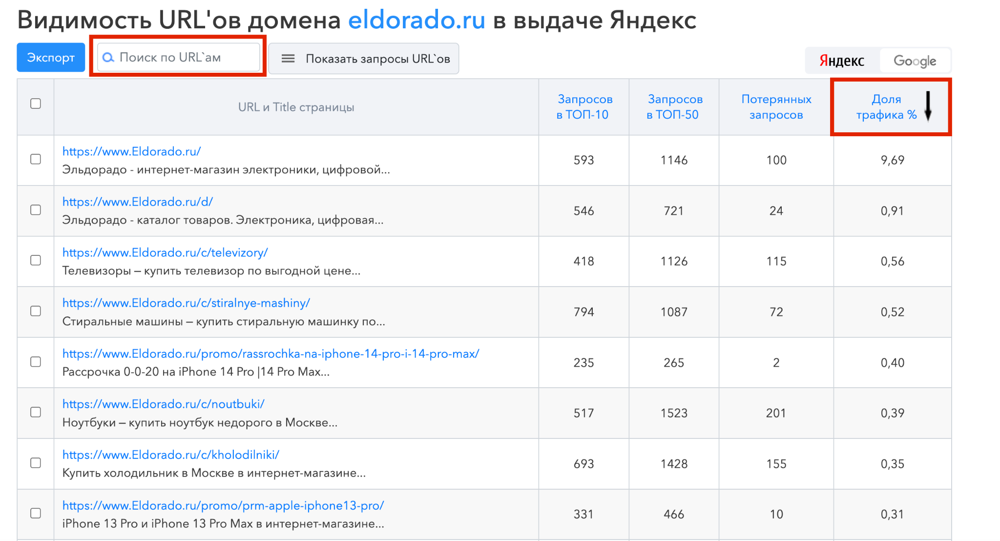 Видимость URL'ов домена eldorado.ru в выдаче Яндекс
Экспорт
Поиск по URL`ам
Показать запросы URL`ов
Яндекс
Google
URL и Title страницы
Запросов
в ТОП-10
Запросов
в ТОП-50
Потерянных
запросов
Доля
трафика %
https://www.Eldorado.ru/
Эльдорадо - интернет-магазин электроники, цифровой...
593
1146
100
9,69
https://www.Eldorado.ru/d/
Эльдорадо - каталог товаров. Электроника, цифровая...
546
721
24
0,91
https://www.Eldorado.ru/c/televizory/
Телевизоры — купить телевизор по выгодной цене...
418
1126
115
0,56
https://www.Eldorado.ru/c/stiralnye-mashiny/
Стиральные машины — купить стиральную машинку по...
794
1087
72
0,52
https://www.Eldorado.ru/promo/rassrochka-na-iphone-14-pro-i-14-pro-max/
Рассрочка 0-0-20 на iPhone 14 Pro |14 Pro Max...
235
265
2
0,40
https://www.Eldorado.ru/c/noutbuki/
Ноутбуки — купить ноутбук недорого в Москве...
517
1523
201
0,39
https://www.Eldorado.ru/c/kholodilniki/
Купить холодильник в Москве в интернет-магазине...
693
1428
155
0,35
https://www.Eldorado.ru/promo/prm-apple-iphone13-pro/
iPhone 13 Pro и iPhone 13 Pro Max в интернет-магазине...
331
466
10
0,31